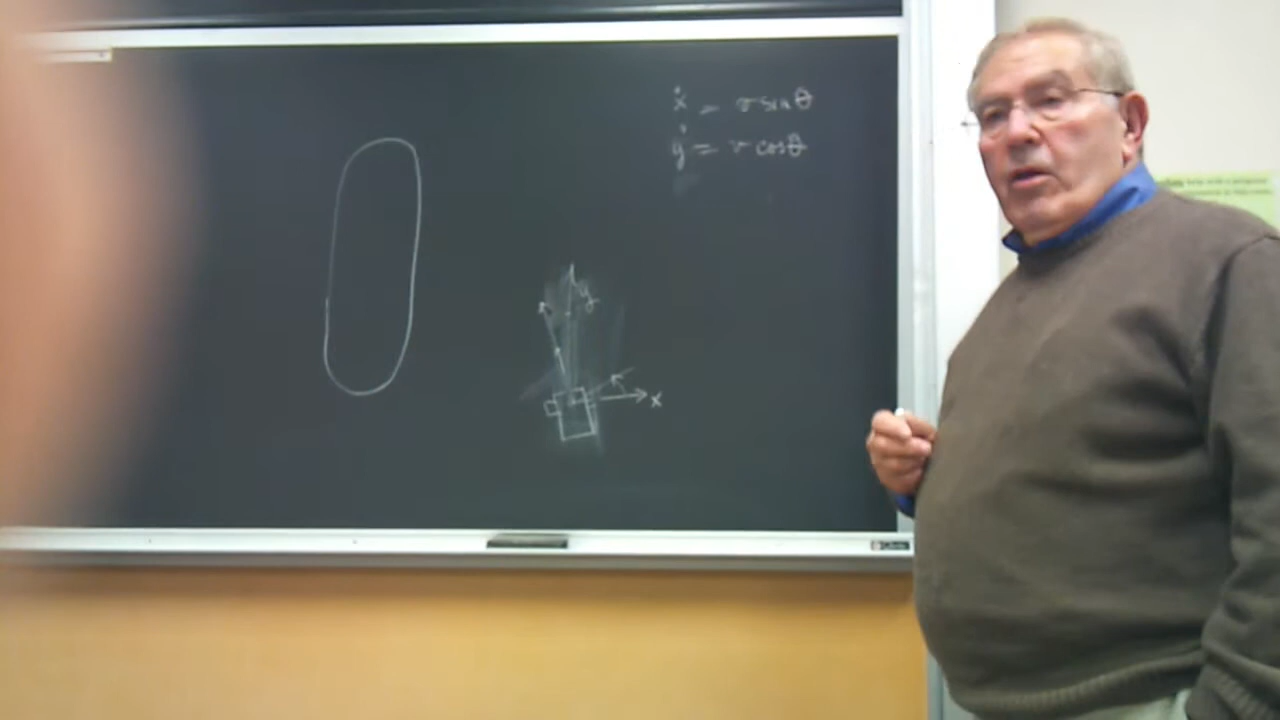 ẋ = v sin θ
ẏ = v cos θ
y
x